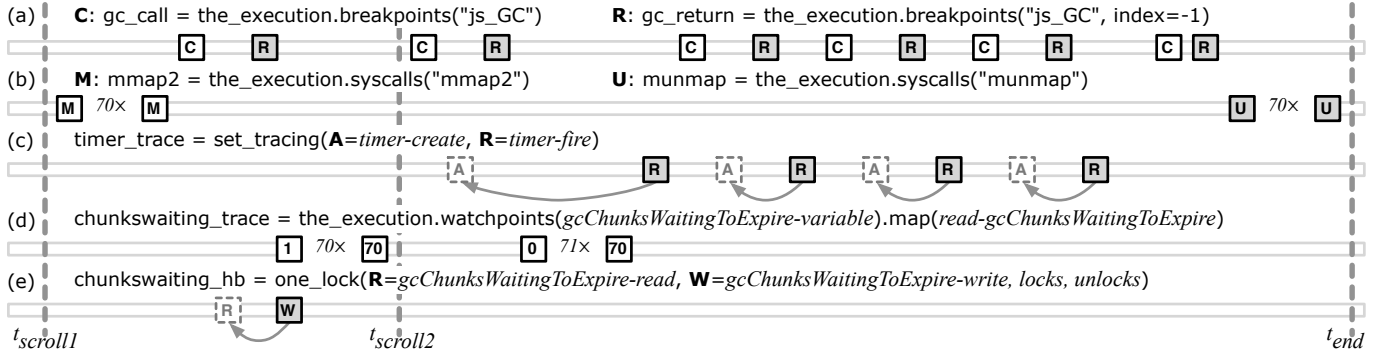 (a) C: gc_call = the_execution.breakpoints("js_GC") R: gc_return = the_execution.breakpoints("js_GC", index=-1)
C R C R C R C R C R C R
(b) M: mmap2 = the_execution.syscalls("mmap2") U: munmap = the_execution.syscalls("munmap")
M 70× M U 70× U
(c) timer_trace = set_tracing(A=timer-create, R=timer-fire)
A R A R A R A R
(d) chunkswaiting_trace = the_execution.watchpoints(gcChunksWaitingToExpire-variable).map(read-gcChunksWaitingToExpire)
1 70× 70 0 71× 70
(e) chunkswaiting_hb = one_lock(R=gcChunksWaitingToExpire-read, W=gcChunksWaitingToExpire-write, locks, unlocks)
R W
tscroll1 tscroll2 tend